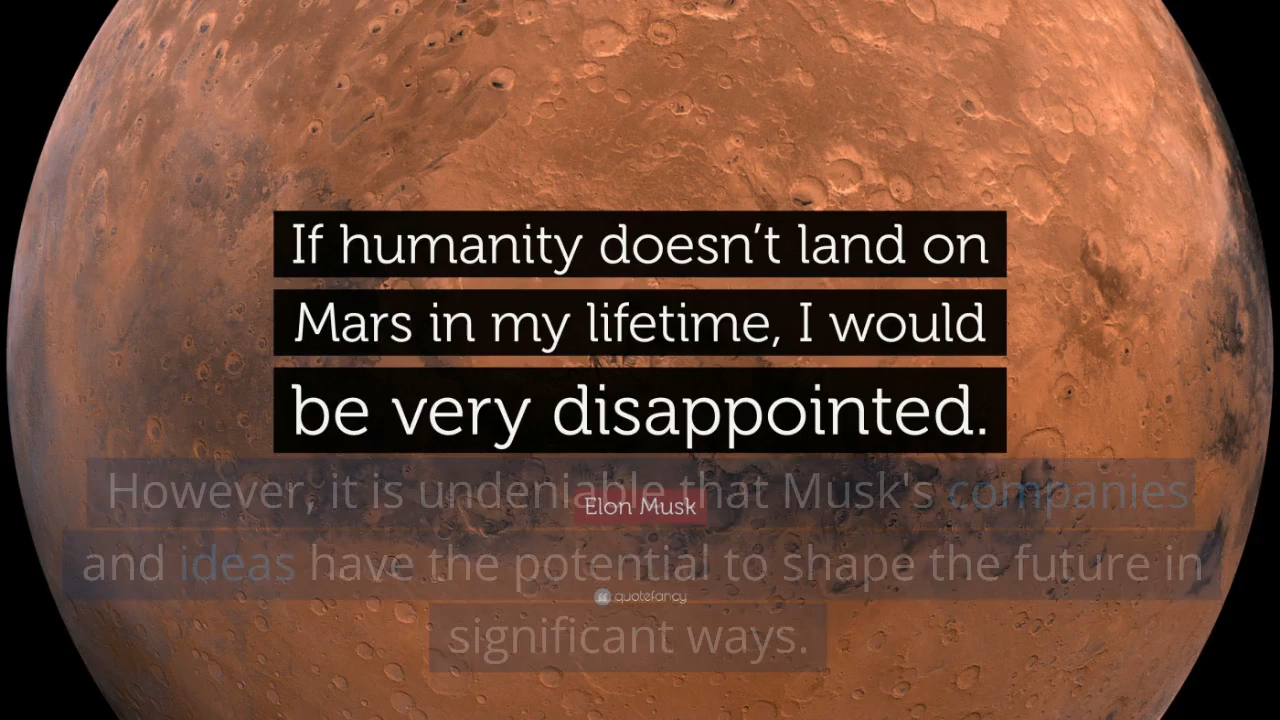 If humanity doesn’t land on
Mars in my lifetime, I would
be very disappointed.
However, it is undeniable that Musk's companies
Elon Musk
and ideas have the potential to shape the future in
quotefancy
significant ways.